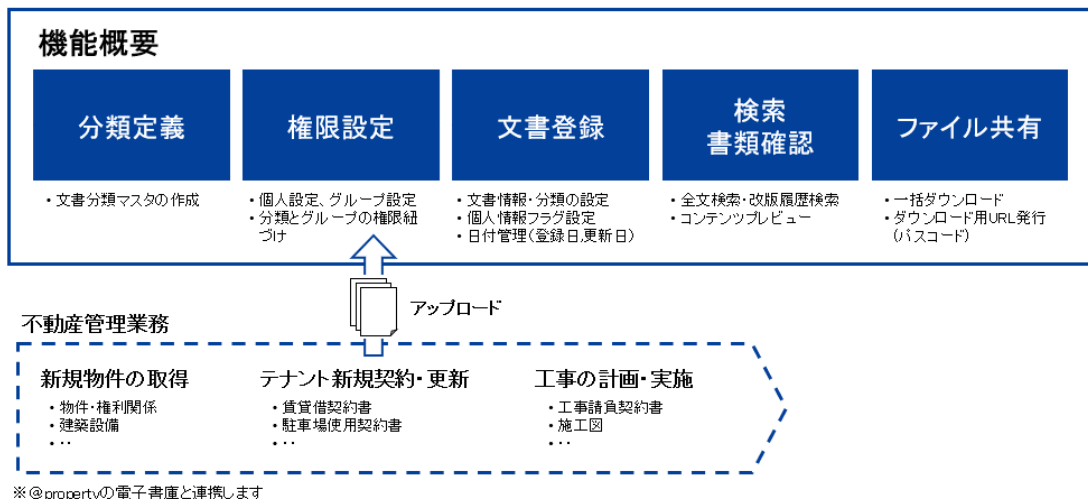 機能概要
分類定義
権限設定
文書登録
検索
書類確認
ファイル共有
・文書分類マスタの作成
・個人設定、グループ設定
・分類とグループの権限紐
づけ
・文書情報・分類の設定
・個人情報フラグ設定
・日付管理(登録日,更新日)
・全文検索・改版履歴検索
・コンテンツプレビュー
・一括ダウンロード
・ダウンロード用URL発行
(パスコード)
アップロード
不動産管理業務
新規物件の取得
・物件・権利関係
・建築設備
・‥
テナント新規契約・更新
・賃貸借契約書
・駐車場使用契約書
・‥
工事の計画・実施
・工事請負契約書
・施工図
・‥
※@propertyの電子書庫と連携します